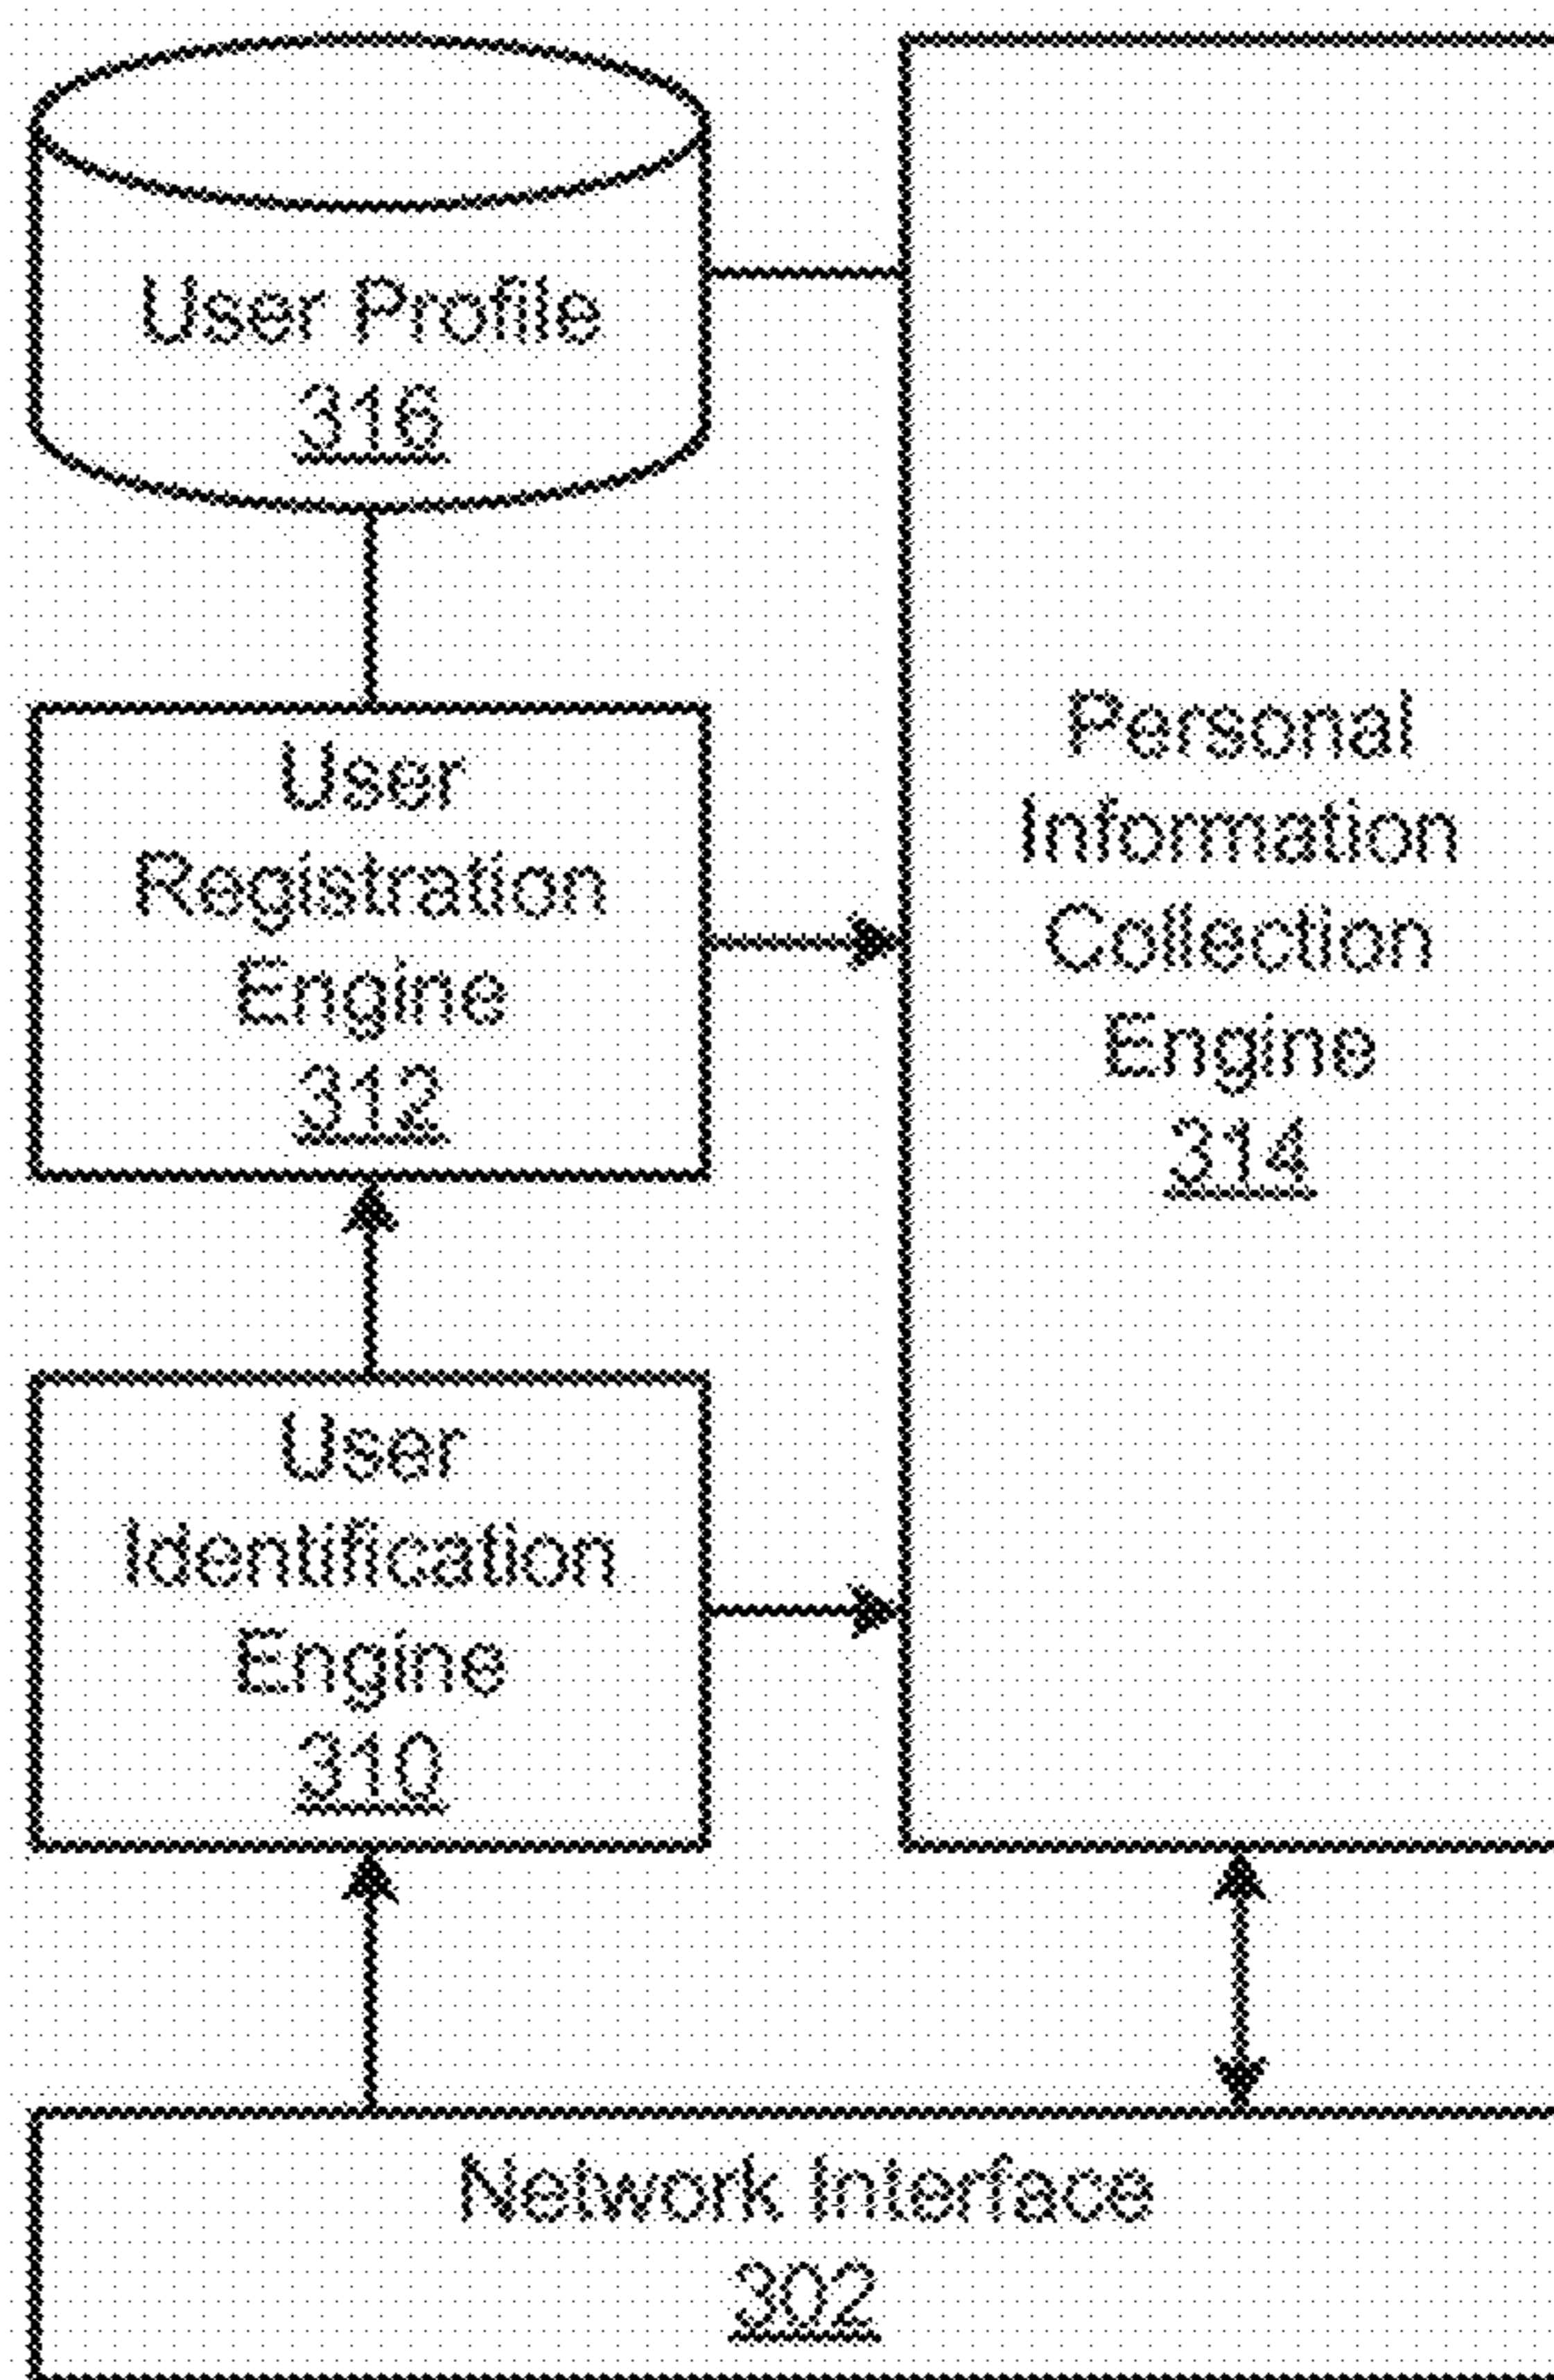 User Profile
316
User
Registration
Engine
312
Personal
Information
Collection
Engine
314
User
Identification
Engine
310
Network Interface
302